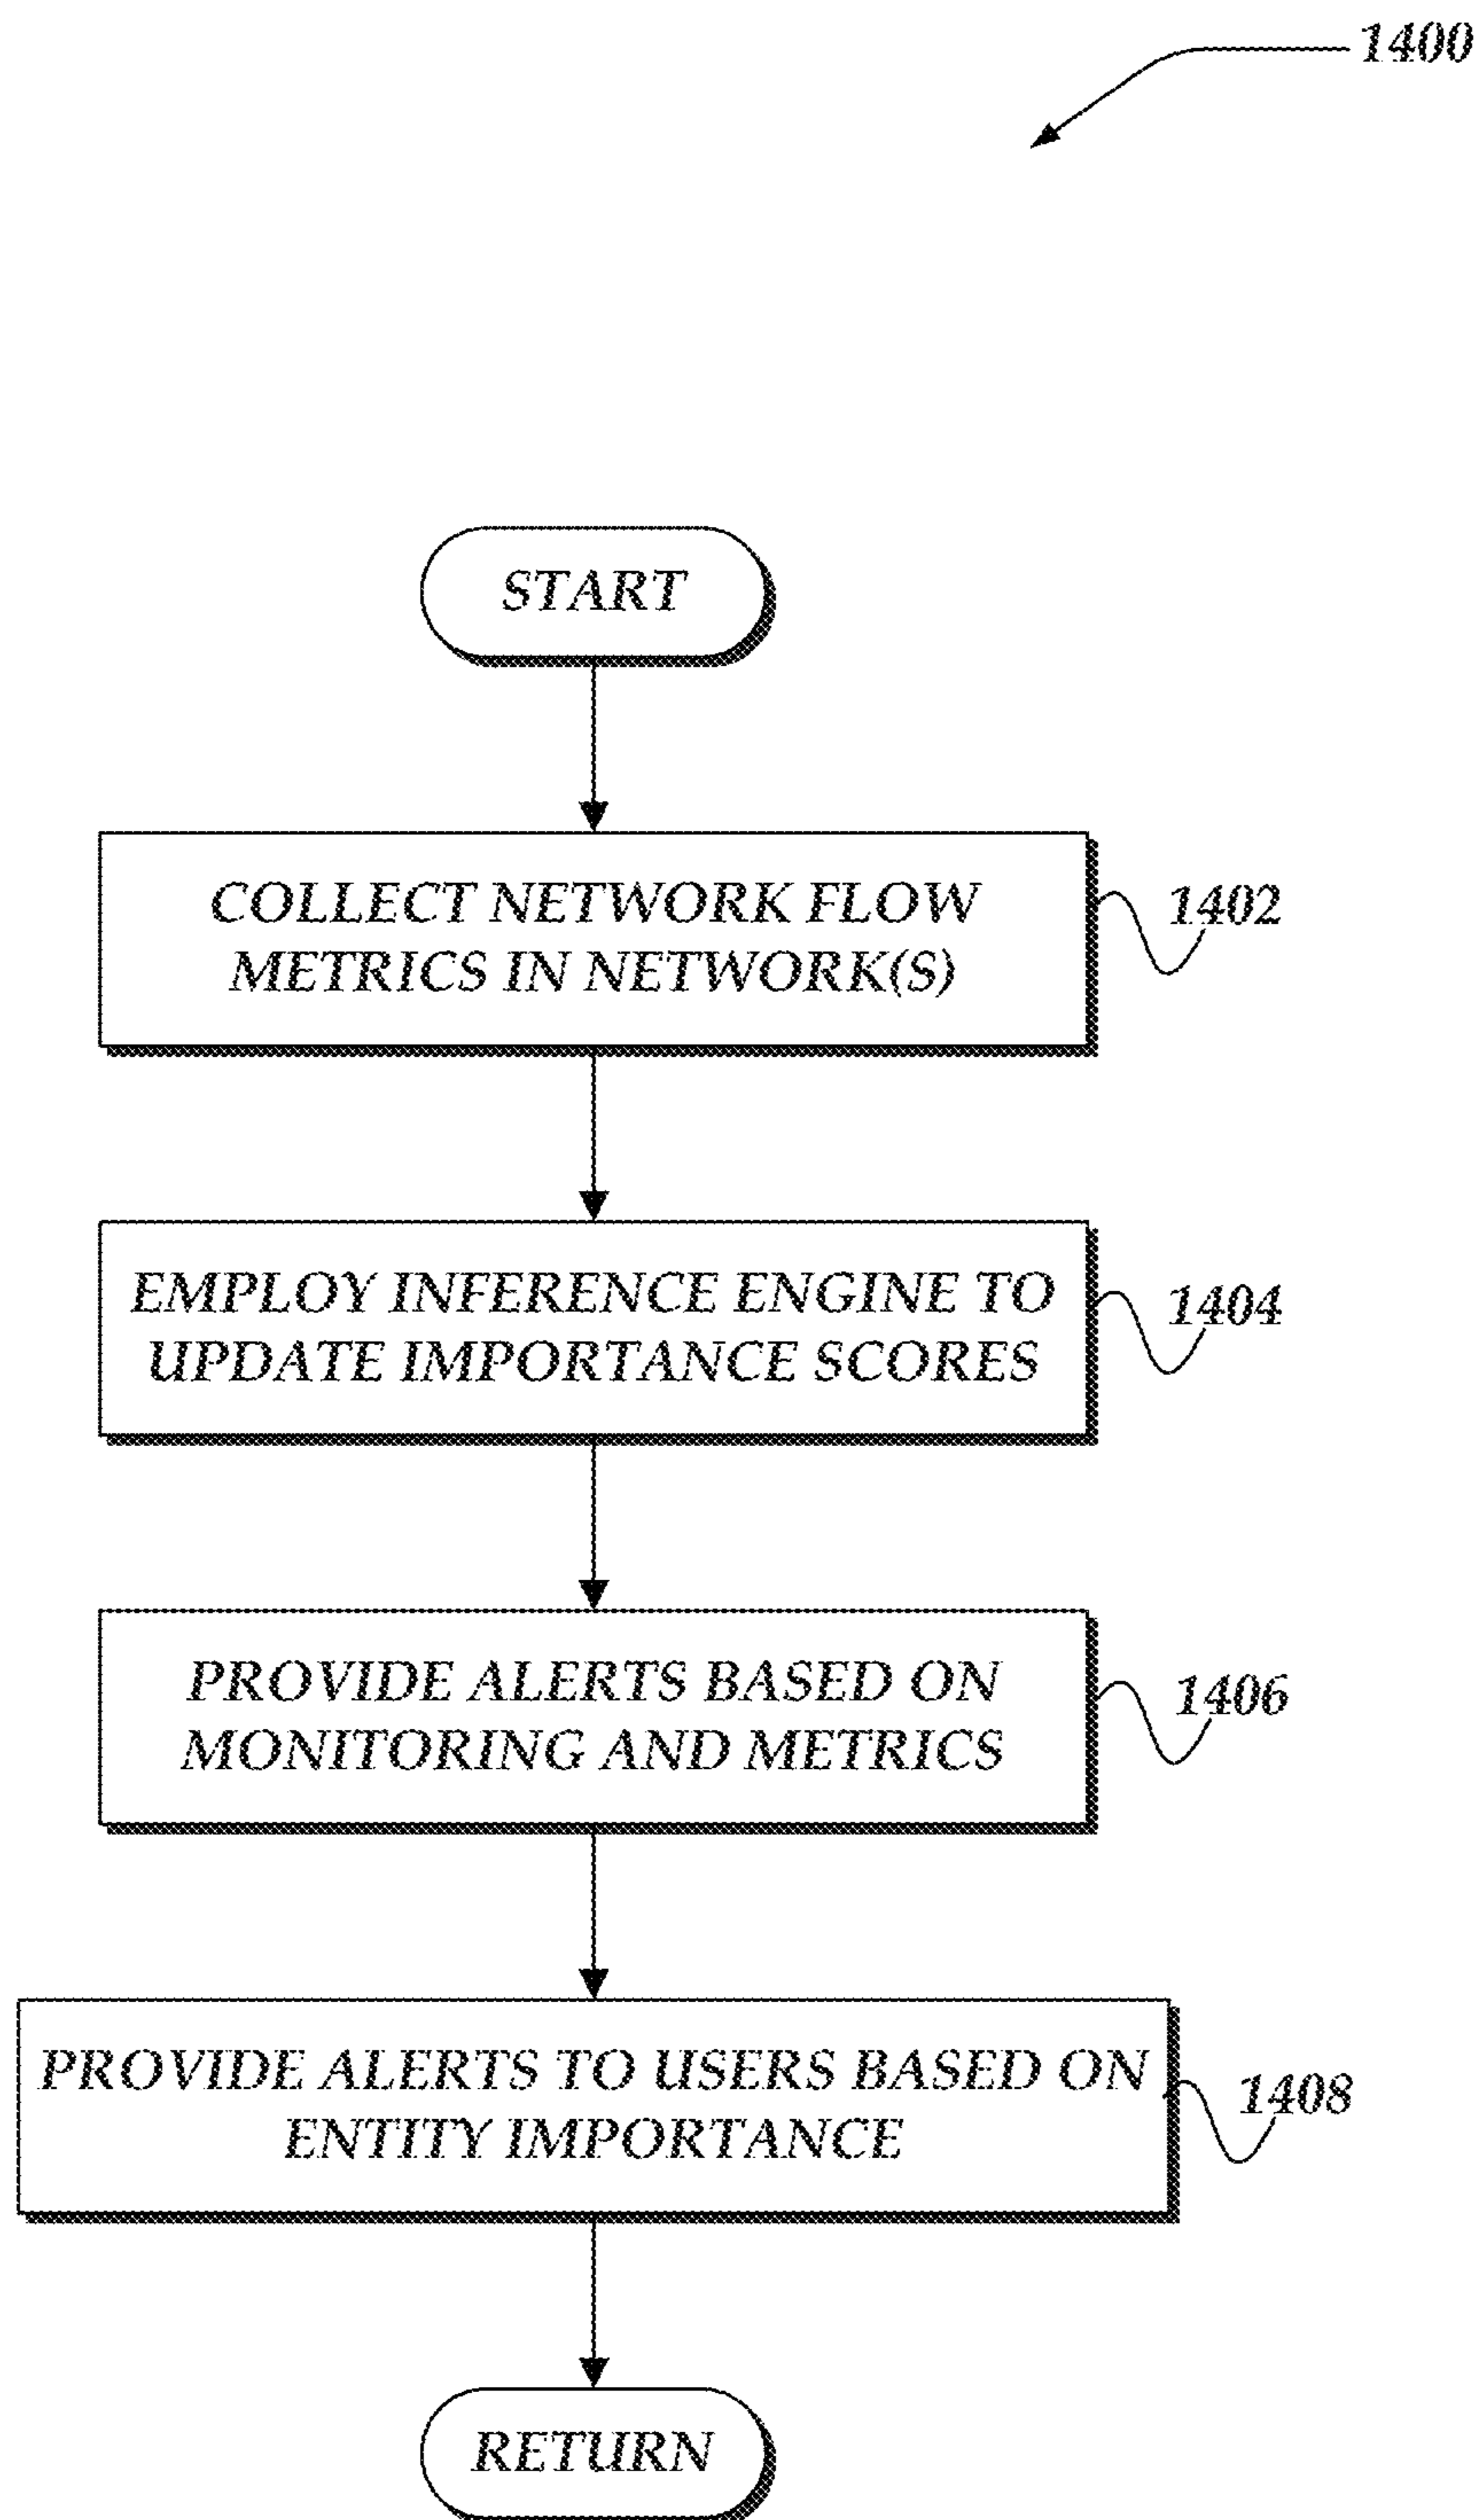 1400
START
COLLECT NETWORK FLOW
METRICS IN NETWORK(S)
1402
EMPLOY INFERENCE ENGINE TO
UPDATE IMPORTANCE SCORES
1404
PROVIDE ALERTS BASED ON
MONITORING AND METRICS
1406
PROVIDE ALERTS TO USERS BASED ON
ENTITY IMPORTANCE
1408
RETURN